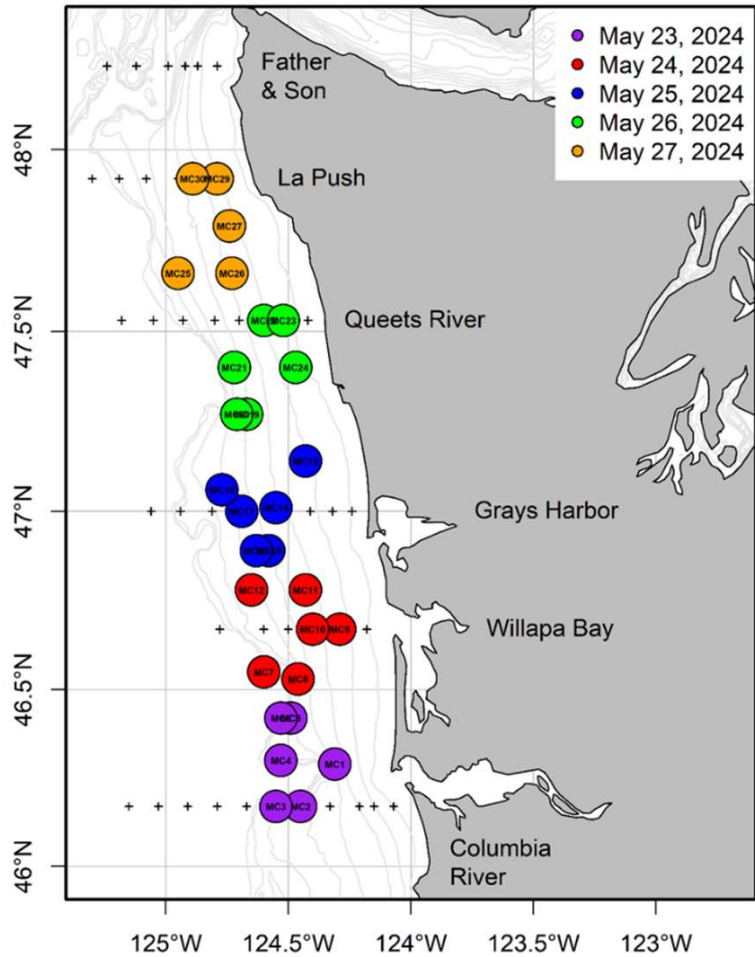 May 23, 2024
May 24, 2024
May 25, 2024
May 26, 2024
May 27, 2024
Father
& Son
48°N
La Push
MC30
MC29
MC27
MC25
MC26
Queets River
47.5°N
MC23
MC21
MC24
MC13
Grays Harbor
47°N
MC17
MC14
MC12
MC11
Willapa Bay
MC10
MC9
MC7
MC8
46.5°N
MC4
MC1
MC3
MC2
Columbia
River
46°N
125°W
124.5°W
124°W
123.5°W
123°W